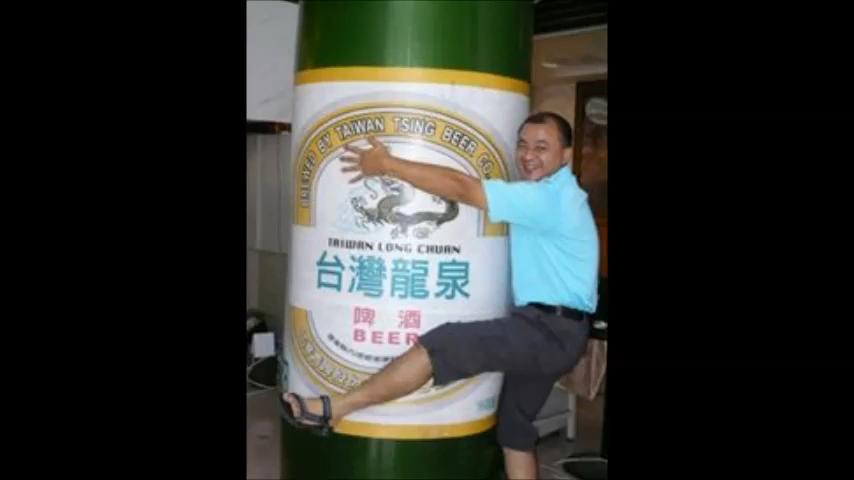 BREWED BY TAIWAN TSING BEER CO.
TAIWAN LONG CHUAN
台灣龍泉
啤酒
BEER